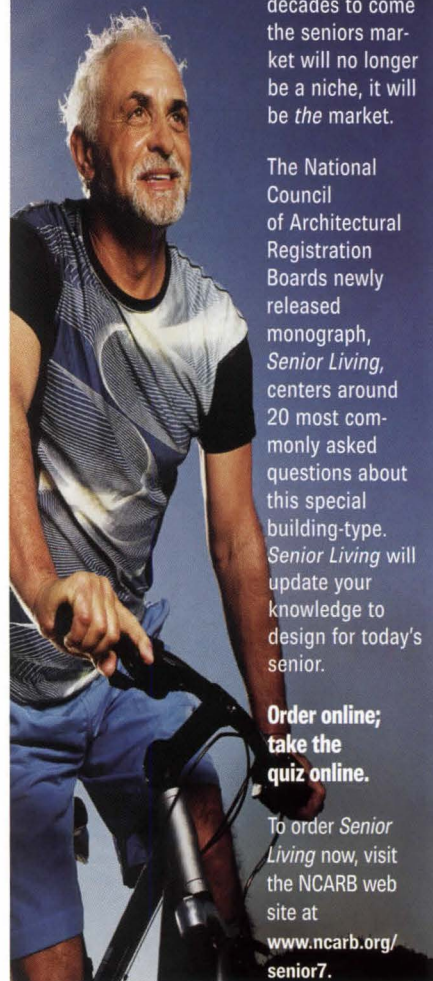 decades to come
the seniors mar-
ket will no longer
be a niche, it will
be the market.
The National
Council
of Architectural
Registration
Boards newly
released
monograph,
Senior Living,
centers around
20 most com-
monly asked
questions about
this special
building-type.
Senior Living will
update your
knowledge to
design for today's
senior.
Order online;
take the
quiz online.
To order Senior
Living now, visit
the NCARB web
site at
www.ncarb.org/
senior7.